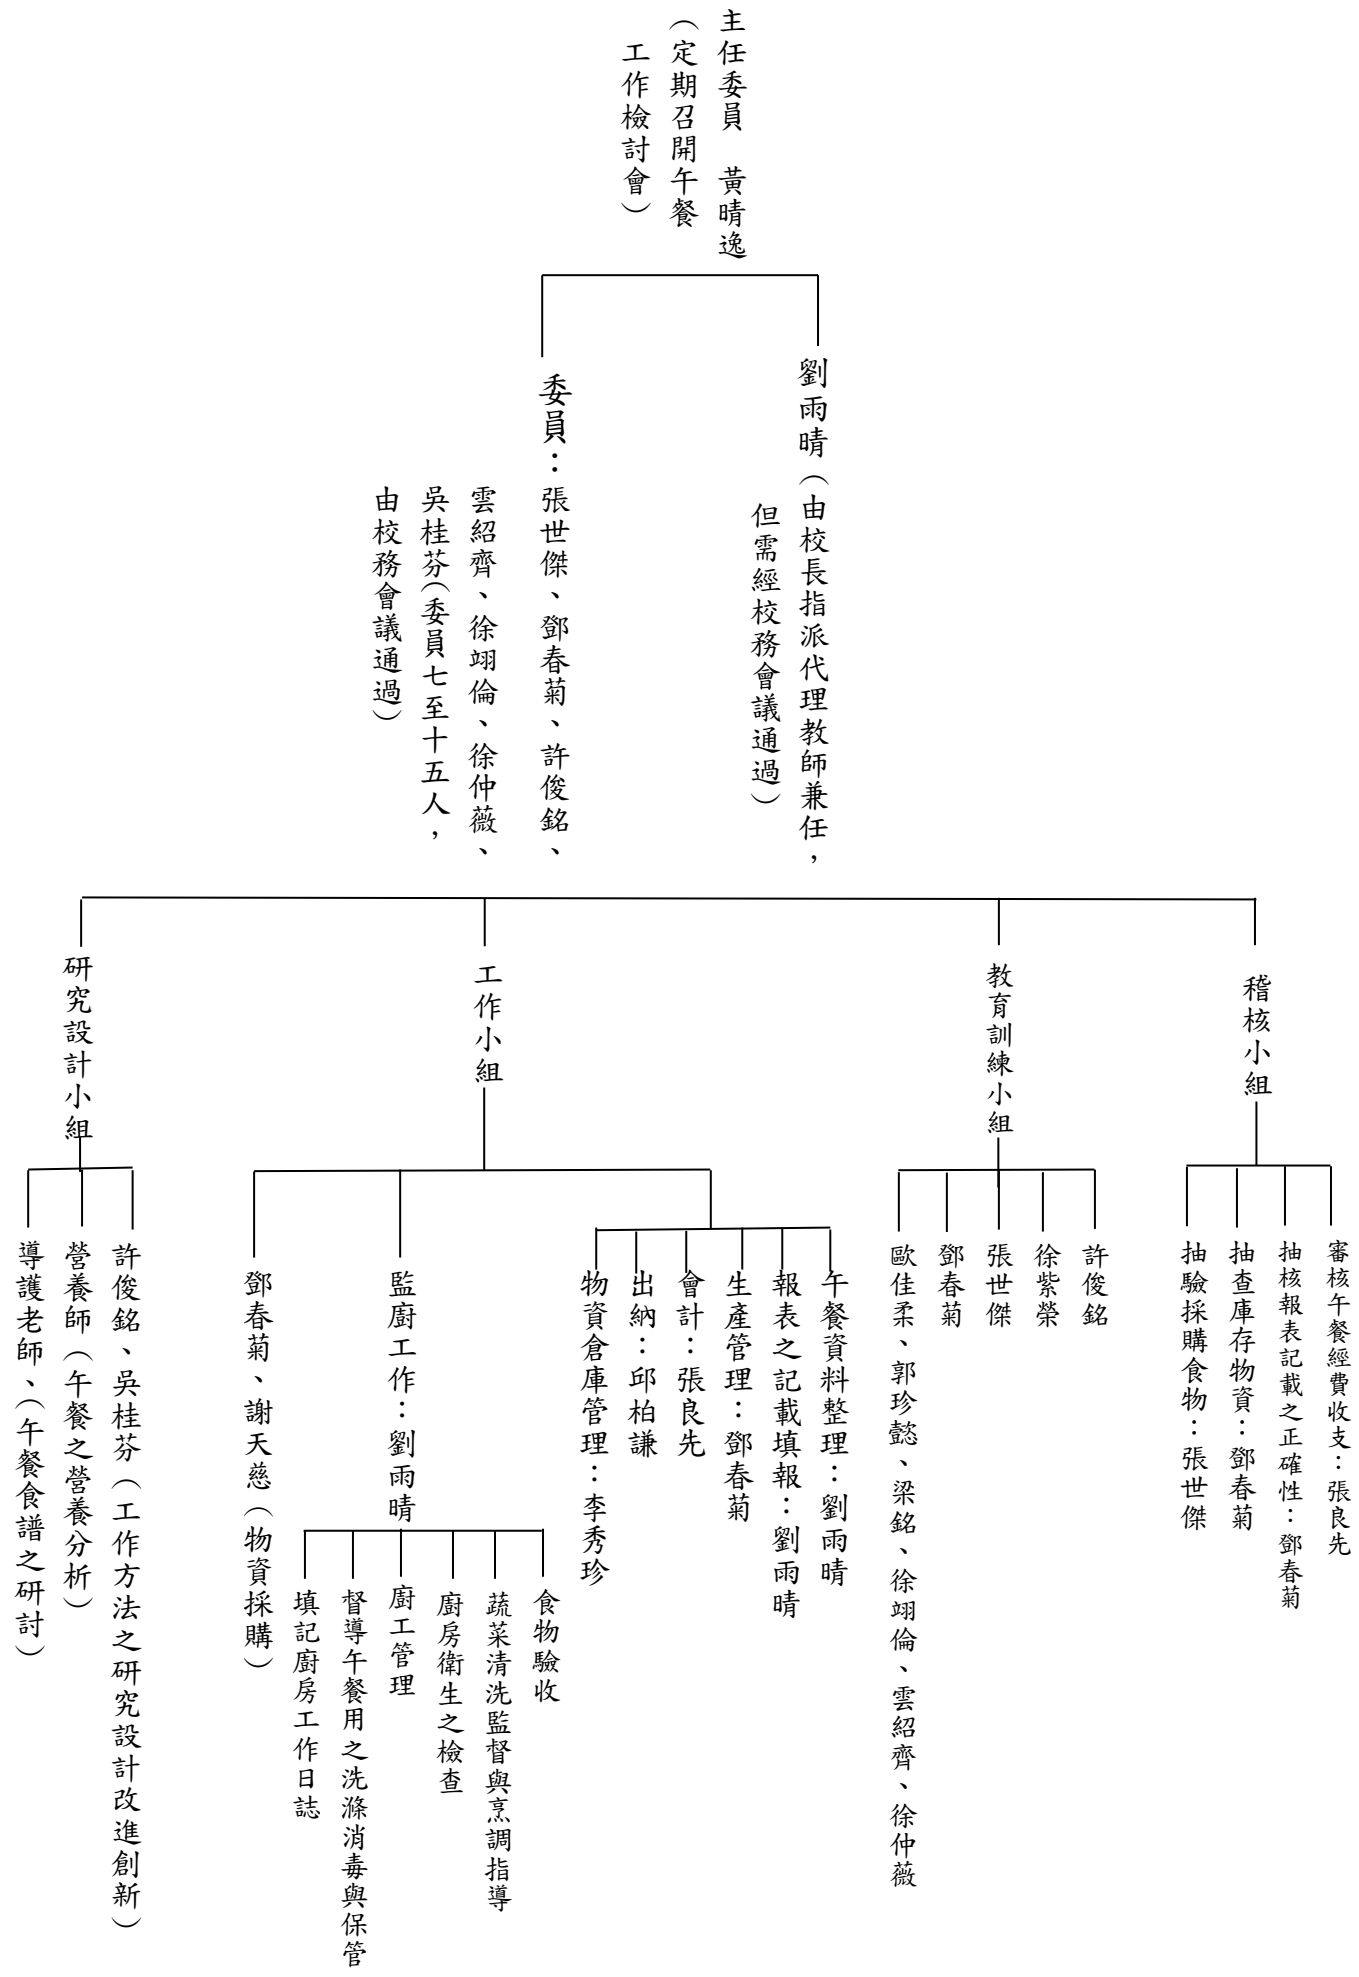 主任委員　黃晴逸
（定期召開午餐
工作檢討會）
劉雨晴（由校長指派代理教師兼任，
但需經校務會議通過）
委員：張世傑、鄧春菊、許俊銘、
雲紹齊、徐翊倫、徐仲薇、
吳桂芬（委員七至十五人，
由校務會議通過）
稽核小組
審核午餐經費收支：張良先
抽核報表記載之正確性：鄧春菊
抽查庫存物資：鄧春菊
抽驗採購食物：張世傑
教育訓練小組
許俊銘
徐紫榮
張世傑
鄧春菊
歐佳柔、郭珍懿、梁銘、徐翊倫、雲紹齊、徐仲薇
工作小組
午餐資料整理：劉雨晴
報表之記載填報：劉雨晴
生產管理：鄧春菊
會計：張良先
出納：邱柏謙
物資倉庫管理：李秀珍
監廚工作：劉雨晴
食物驗收
蔬菜清洗監督與烹調指導
廚房衛生之檢查
廚工管理
督導午餐用之洗滌消毒與保管
填記廚房工作日誌
鄧春菊、謝天慈（物資採購）
研究設計小組
許俊銘、吳桂芬（工作方法之研究設計改進創新）
營養師（午餐之營養分析）
導護老師、（午餐食譜之研討）